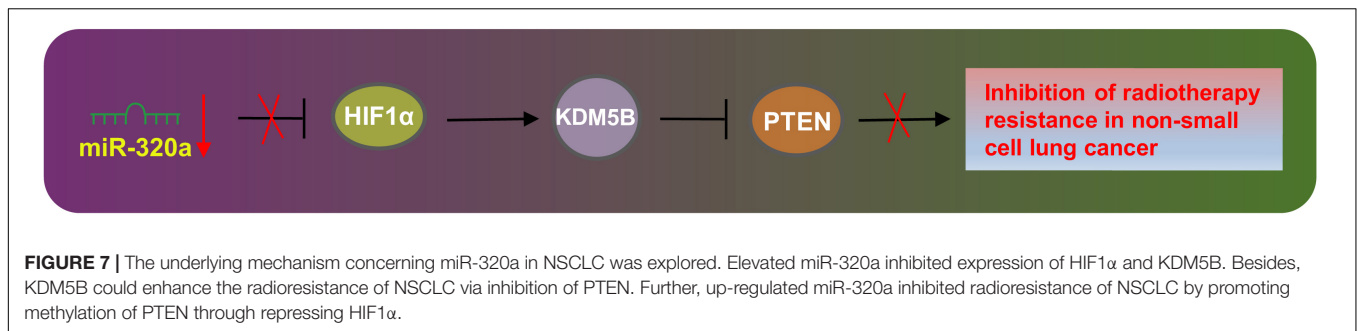 miR-320a
HIF1α
KDM5B
PTEN
Inhibition of radiotherapy
resistance in non-small
cell lung cancer
FIGURE 7 | The underlying mechanism concerning miR-320a in NSCLC was explored. Elevated miR-320a inhibited expression of HIF1α and KDM5B. Besides,
KDM5B could enhance the radioresistance of NSCLC via inhibition of PTEN. Further, up-regulated miR-320a inhibited radioresistance of NSCLC by promoting
methylation of PTEN through repressing HIF1α.